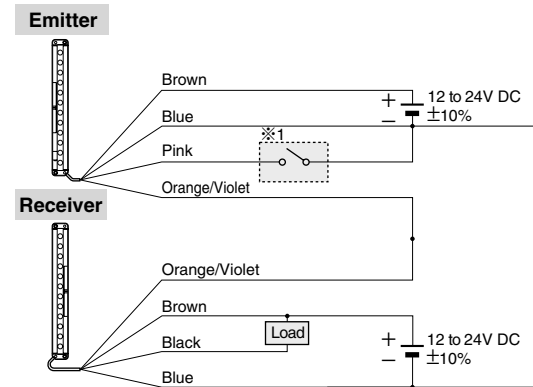 Emitter
Brown
+ 12 to 24V DC
Blue
− ±10%
※1
Pink
Orange/Violet
Receiver
Orange/Violet
Brown
Load
+ 12 to 24V DC
Black
− ±10%
Blue